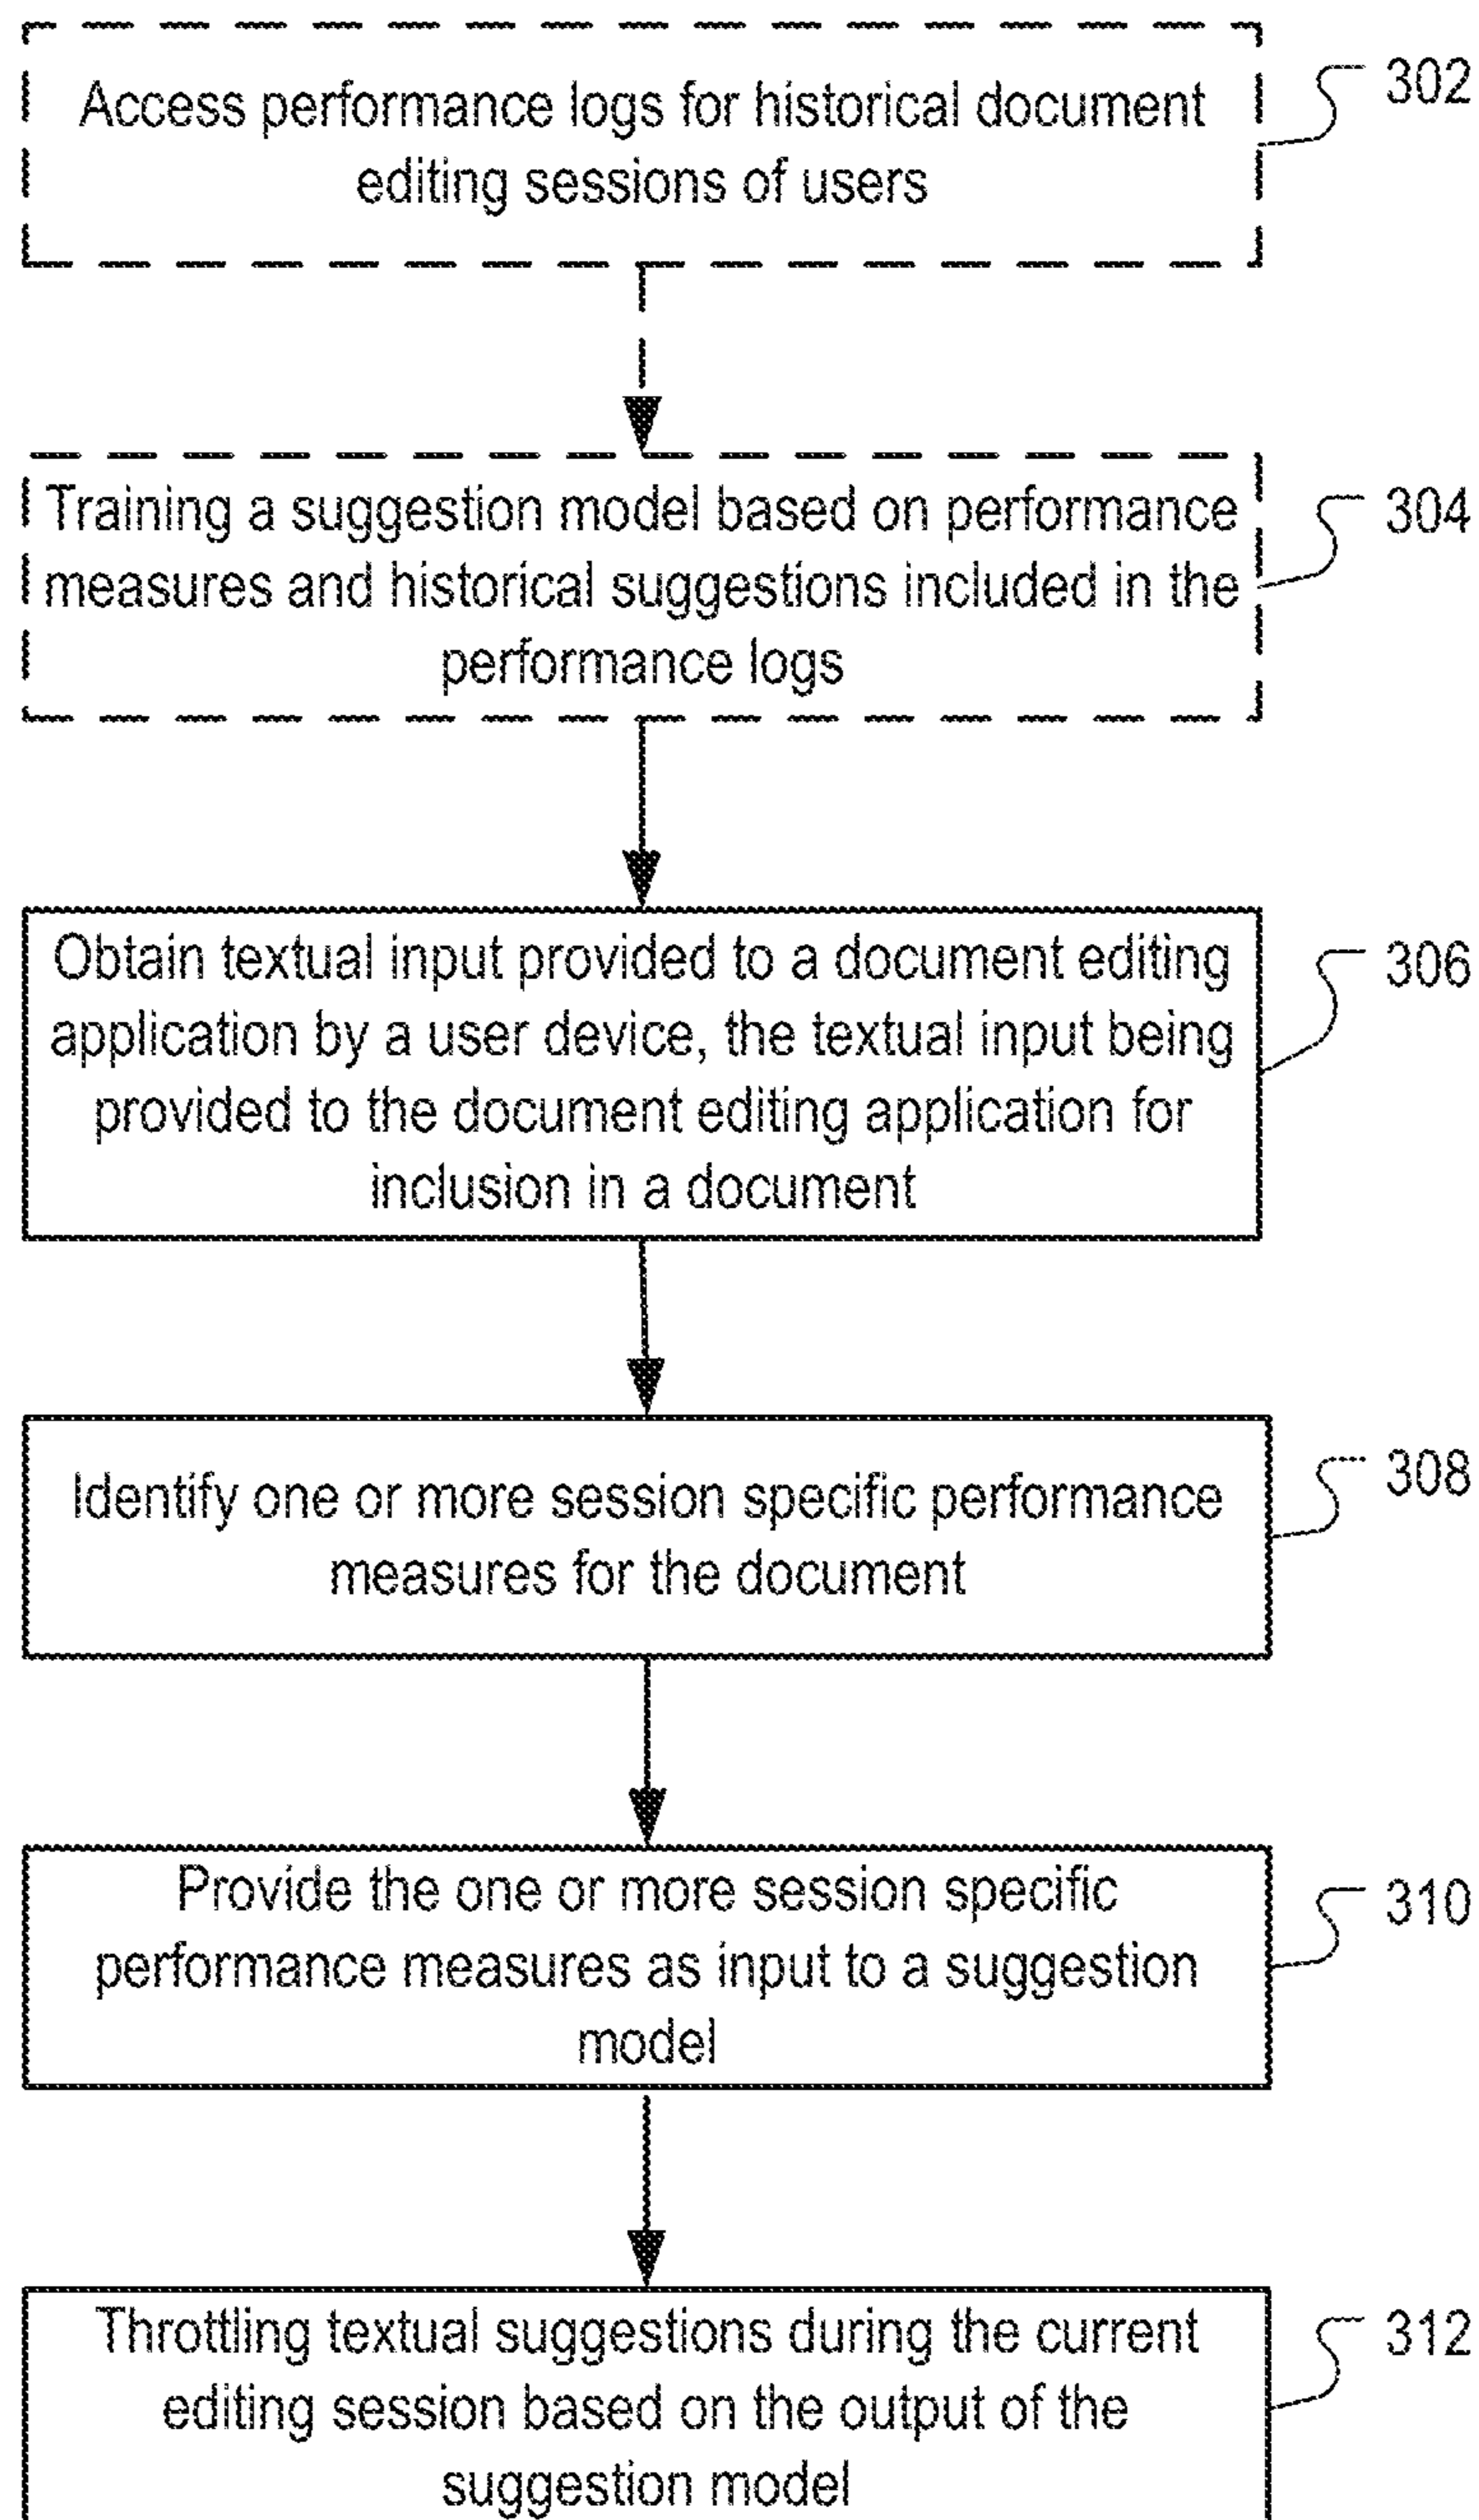 Access performance logs for historical document
editing sessions of users
302
Training a suggestion model based on performance
measures and historical suggestions included in the
performance logs
304
Obtain textual input provided to a document editing
application by a user device, the textual input being
provided to the document editing application for
inclusion in a document
306
Identify one or more session specific performance
measures for the document
308
Provide the one or more session specific
performance measures as input to a suggestion
model
310
Throttling textual suggestions during the current
editing session based on the output of the
suggestion model
312